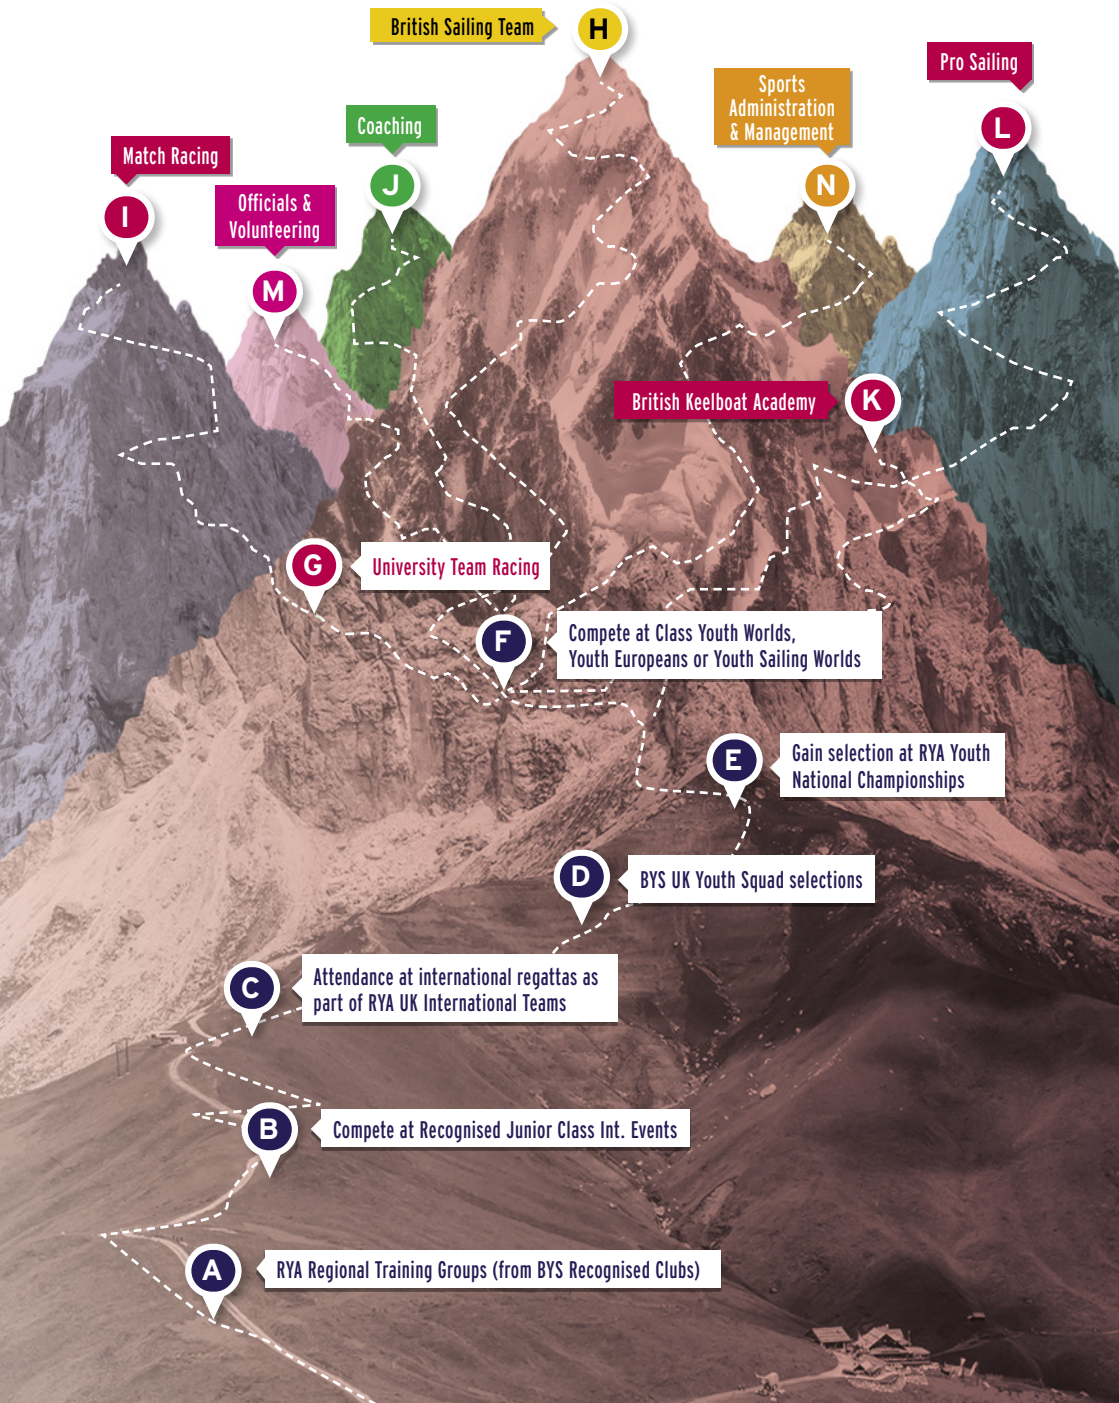 British Sailing Team
H
Pro Sailing
L
Sports
Administration
& Management
N
Coaching
J
Match Racing
I
Officials &
Volunteering
M
British Keelboat Academy
K
G
University Team Racing
F
Compete at Class Youth Worlds,
Youth Europeans or Youth Sailing Worlds
E
Gain selection at RYA Youth
National Championships
D
BYS UK Youth Squad selections
C
Attendance at international regattas as
part of RYA UK International Teams
B
Compete at Recognised Junior Class Int. Events
A
RYA Regional Training Groups (from BYS Recognised Clubs)